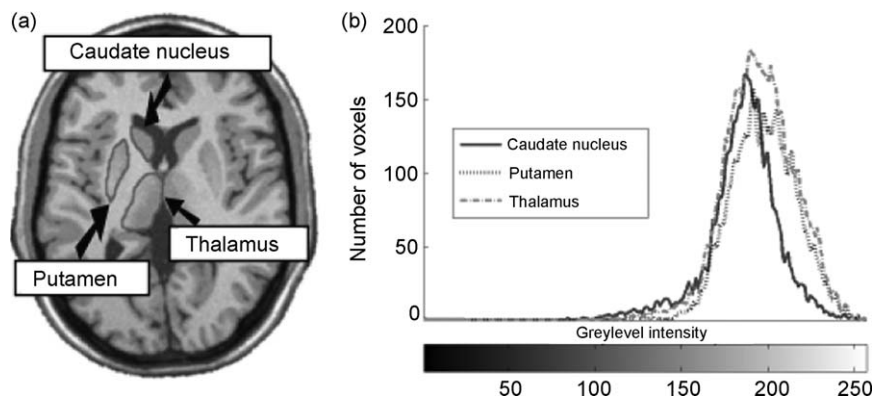 (a)
Caudate nucleus
Putamen
Thalamus
(b)
Number of voxels
200
150
100
50
0
Caudate nucleus
Putamen
Thalamus
Greylevel intensity
50 100 150 200 250